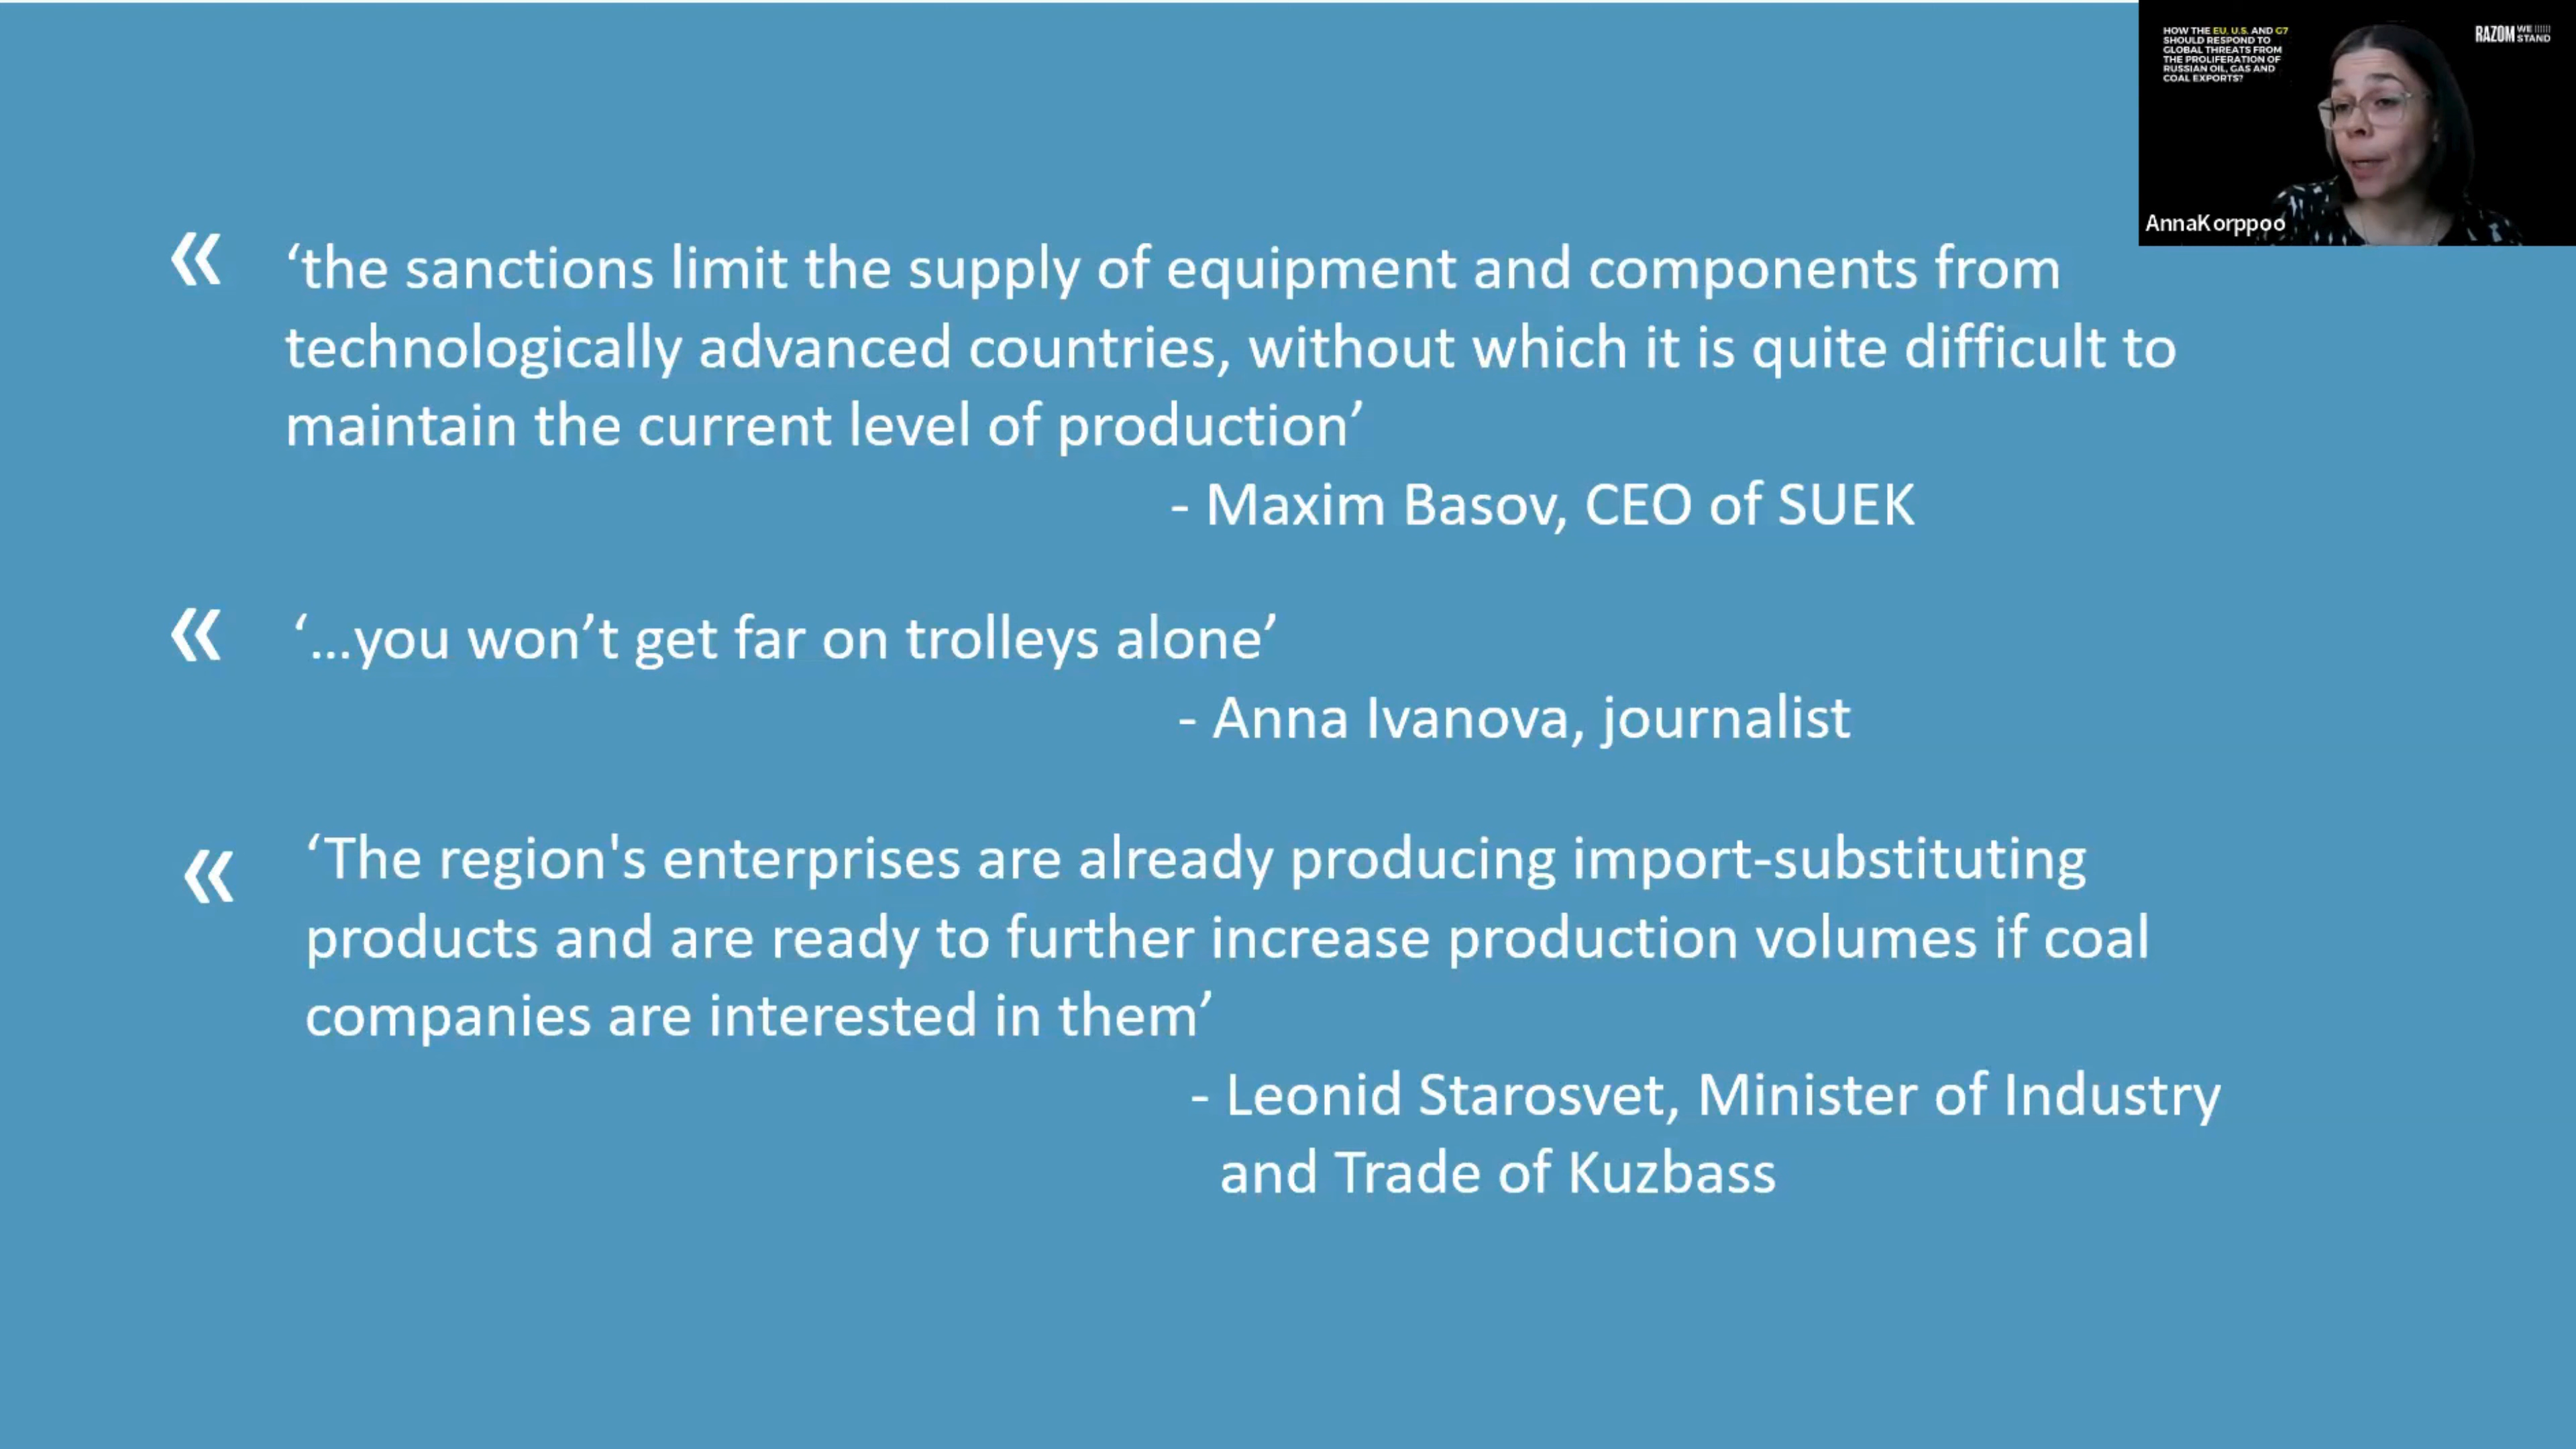 HOW THE EU, U.S. AND G7
SHOULD RESPOND TO
GLOBAL THREATS FROM
THE PROLIFERATION OF
RUSSIAN OIL, GAS AND
COAL EXPORTS?
RAZOM WE
STAND
AnnaKorppoo
« ‘the sanctions limit the supply of equipment and components from
technologically advanced countries, without which it is quite difficult to
maintain the current level of production’
- Maxim Basov, CEO of SUEK
« ‘...you won’t get far on trolleys alone’
- Anna Ivanova, journalist
« ‘The region's enterprises are already producing import-substituting
products and are ready to further increase production volumes if coal
companies are interested in them’
- Leonid Starosvet, Minister of Industry
and Trade of Kuzbass